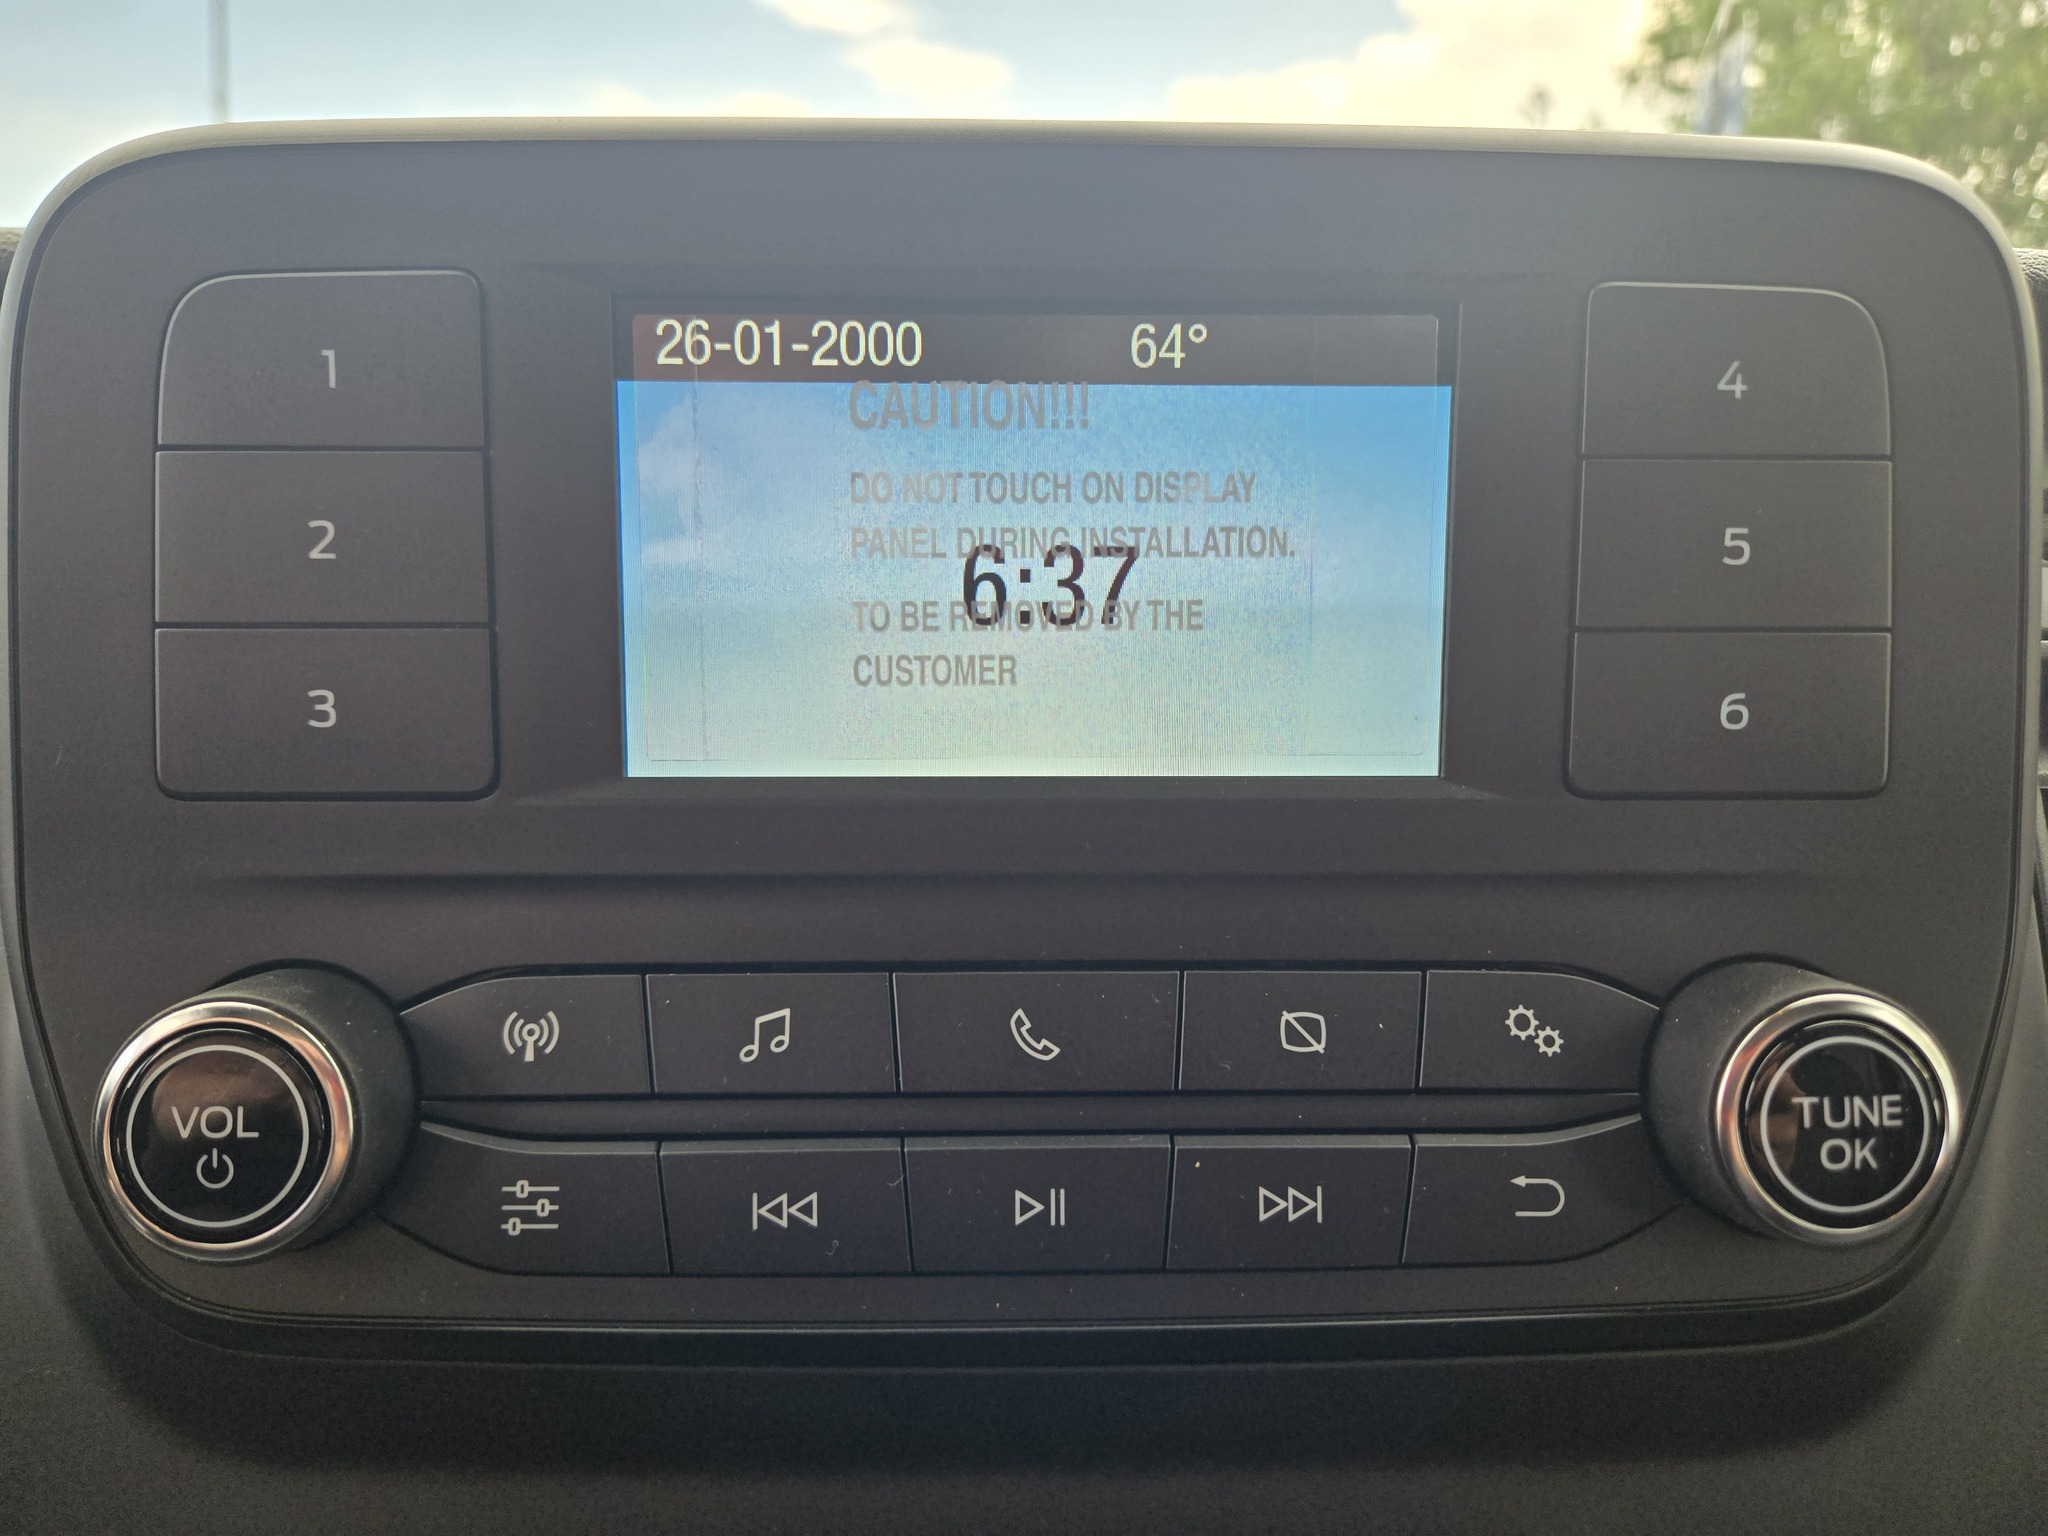 26-01-2000 64°
CAUTION!!!
DO NOT TOUCH ON DISPLAY
PANEL DURING INSTALLATION.
6:37
TO BE REMOVED BY THE
CUSTOMER
1
2
3
4
5
6
VOL
TUNE
OK